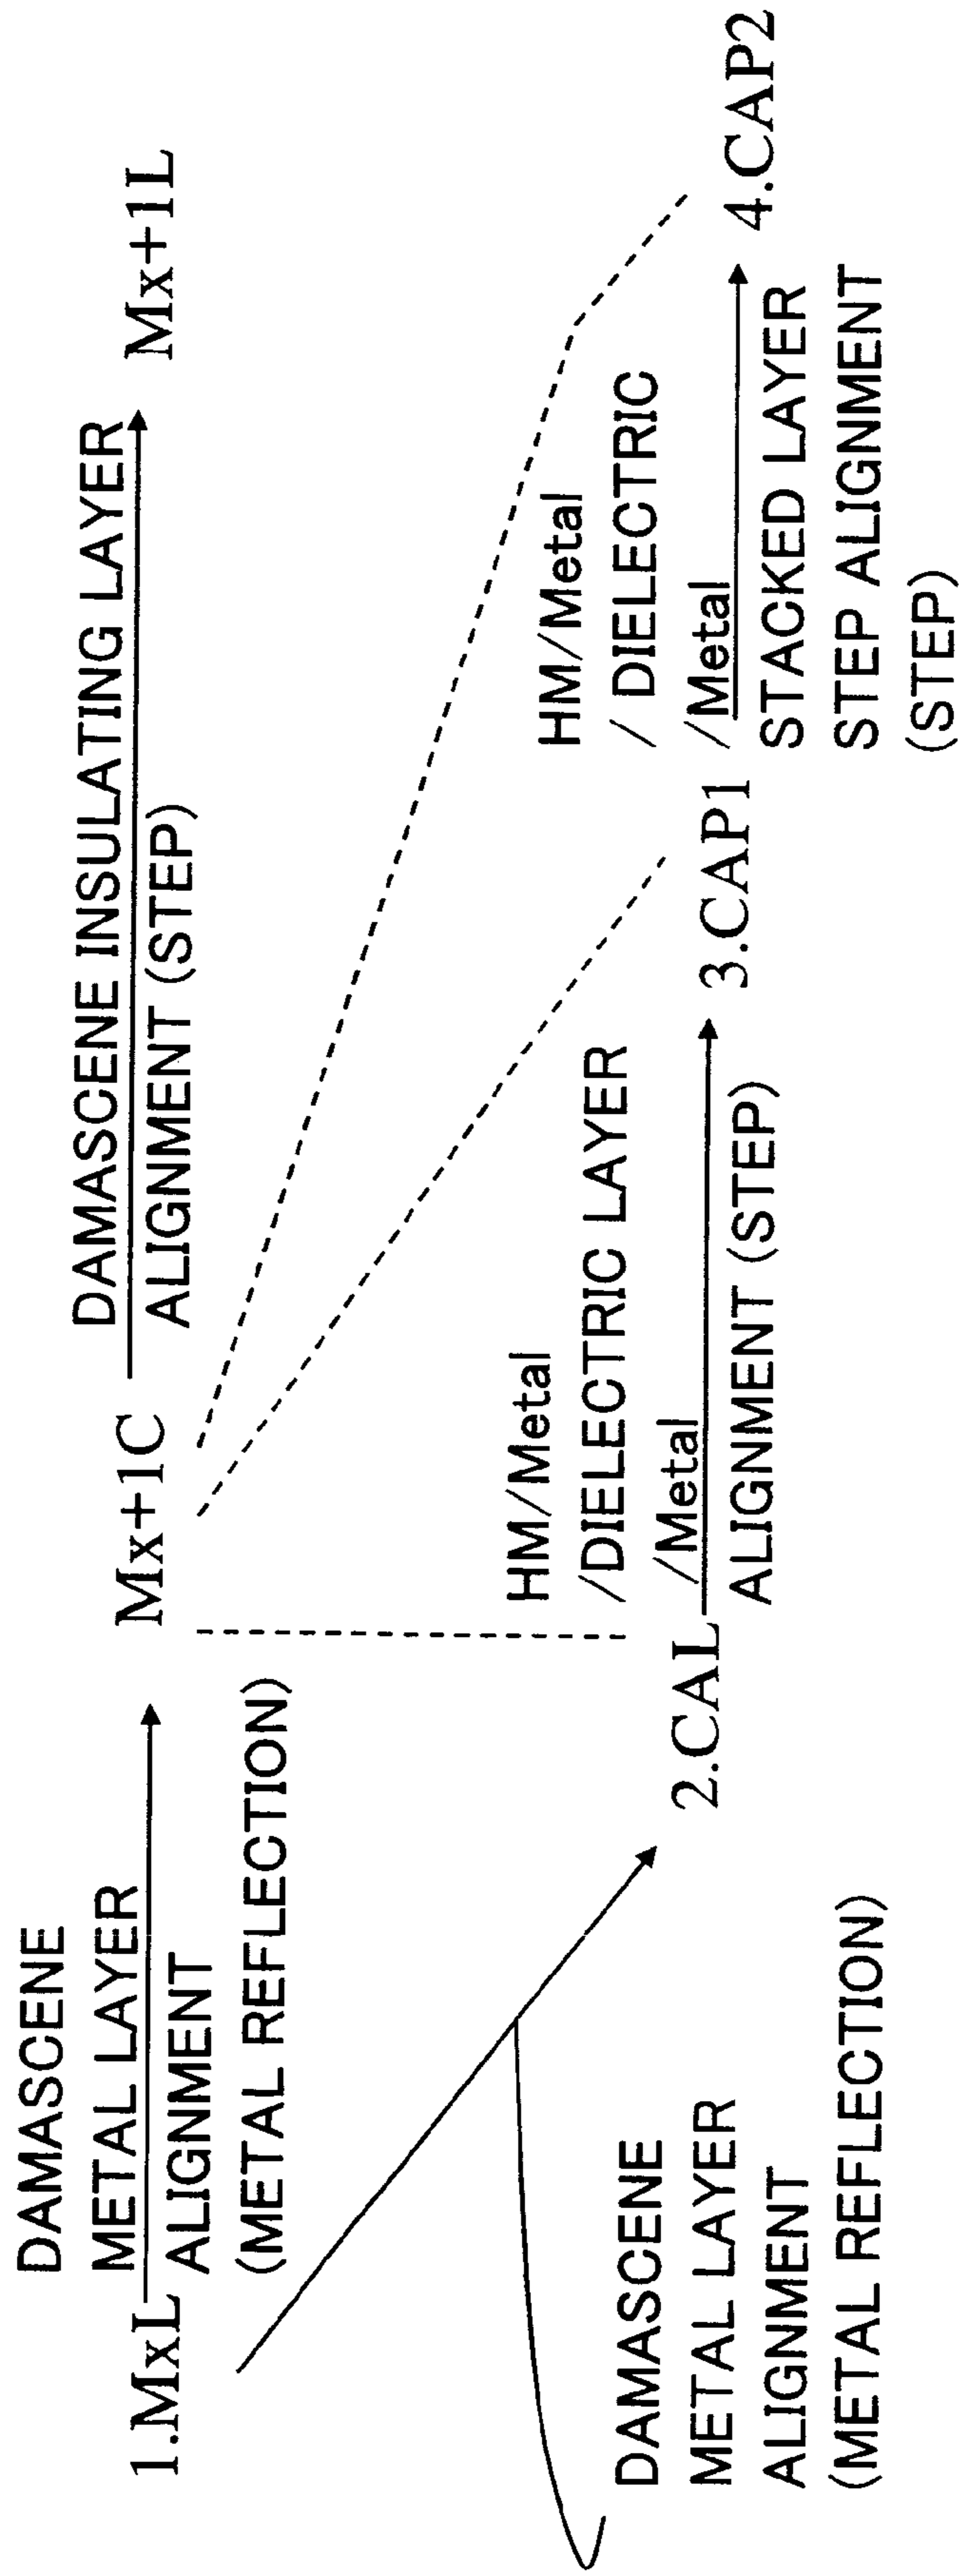 DAMASCENE
METAL LAYER
ALIGNMENT
(METAL REFLECTION)
1.MxL
Mx+1C
DAMASCENE INSULATING LAYER
ALIGNMENT (STEP)
Mx+1L
DAMASCENE
METAL LAYER
ALIGNMENT
(METAL REFLECTION)
2.CAL
HM/Metal
/DIELECTRIC LAYER
/Metal
ALIGNMENT (STEP)
3.CAP1
HM/Metal
/ DIELECTRIC
/Metal
STACKED LAYER
STEP ALIGNMENT
(STEP)
4.CAP2